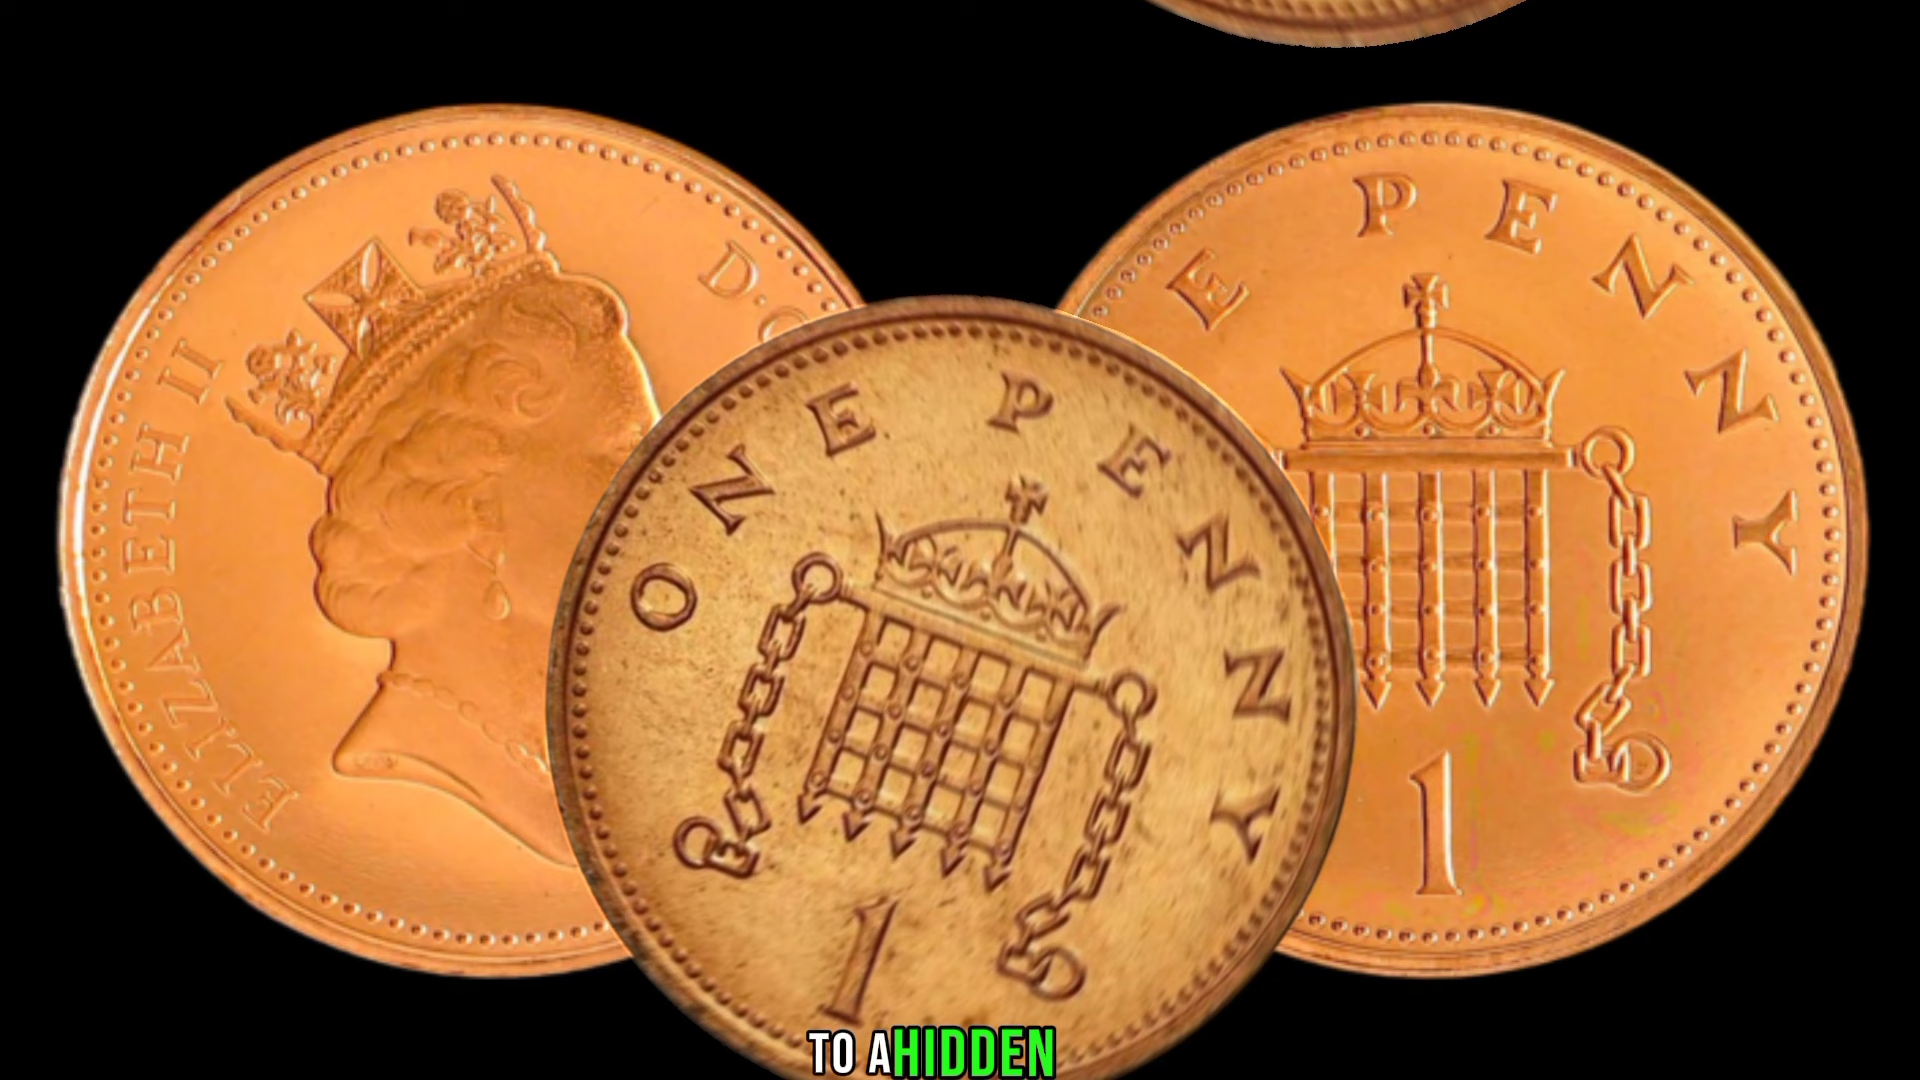 ELIZABETH II
D.G
ONE PENNY
1
E PENNY
1
TO A HIDDEN